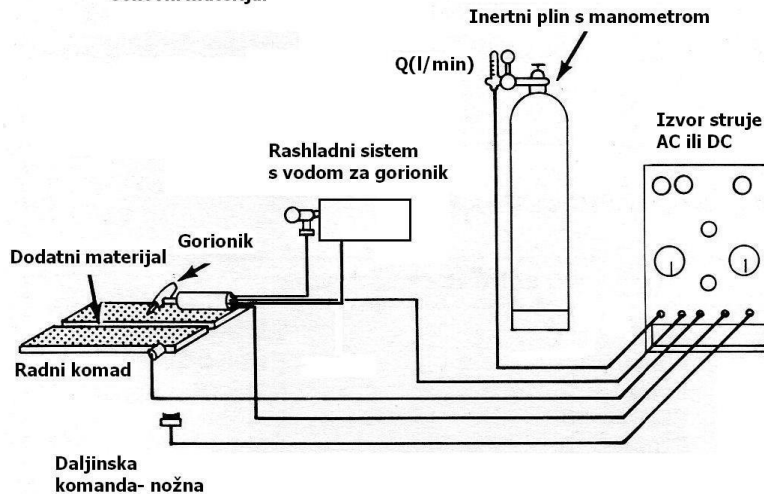 Inertni plin s manometrom
Q(l/min)
Izvor struje
AC ili DC
Rashladni sistem
s vodom za gorionik
Gorionik
Dodatni materijal
Radni komad
Daljinska
komanda- nožna